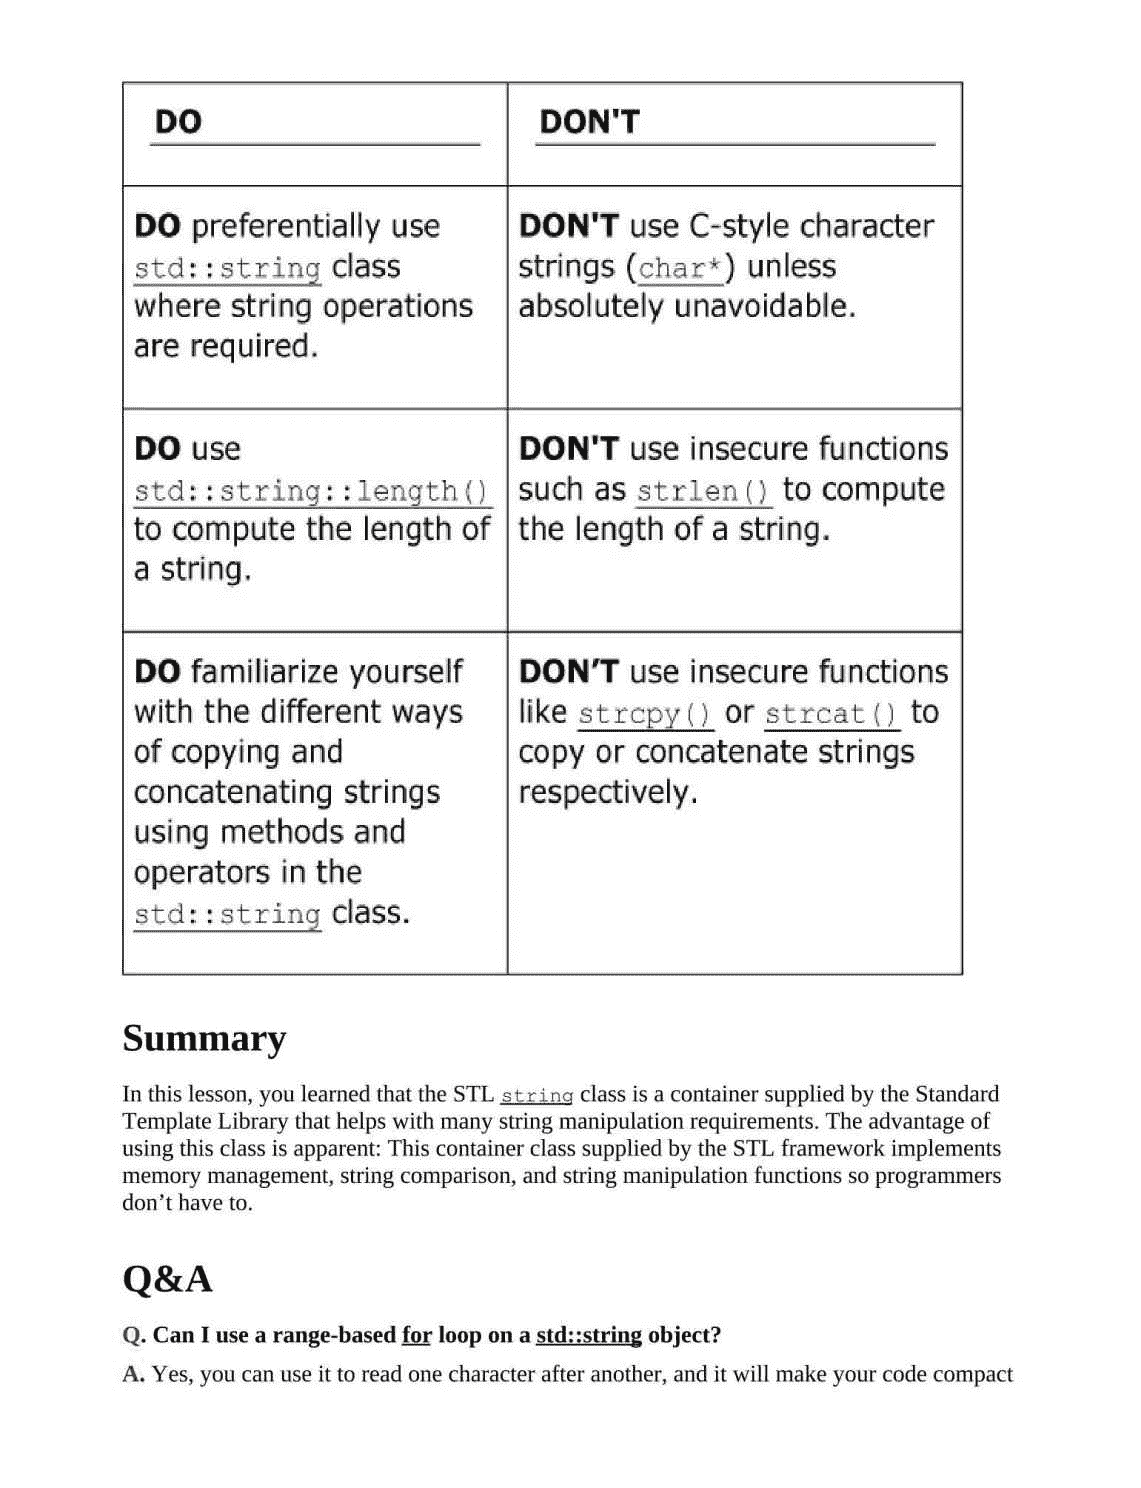 DO
DON'T
DO preferentially use
std::string class
where string operations
are required.
DON'T use C-style character
strings (char*) unless
absolutely unavoidable.
DO use
std::string::length()
to compute the length of
a string.
DON'T use insecure functions
such as strlen() to compute
the length of a string.
DO familiarize yourself
with the different ways
of copying and
concatenating strings
using methods and
operators in the
std::string class.
DON’T use insecure functions
like strcpy() or strcat() to
copy or concatenate strings
respectively.
Summary
In this lesson, you learned that the STL string class is a container supplied by the Standard
Template Library that helps with many string manipulation requirements. The advantage of
using this class is apparent: This container class supplied by the STL framework implements
memory management, string comparison, and string manipulation functions so programmers
don’t have to.
Q&A
Q. Can I use a range-based for loop on a std::string object?
A. Yes, you can use it to read one character after another, and it will make your code compact